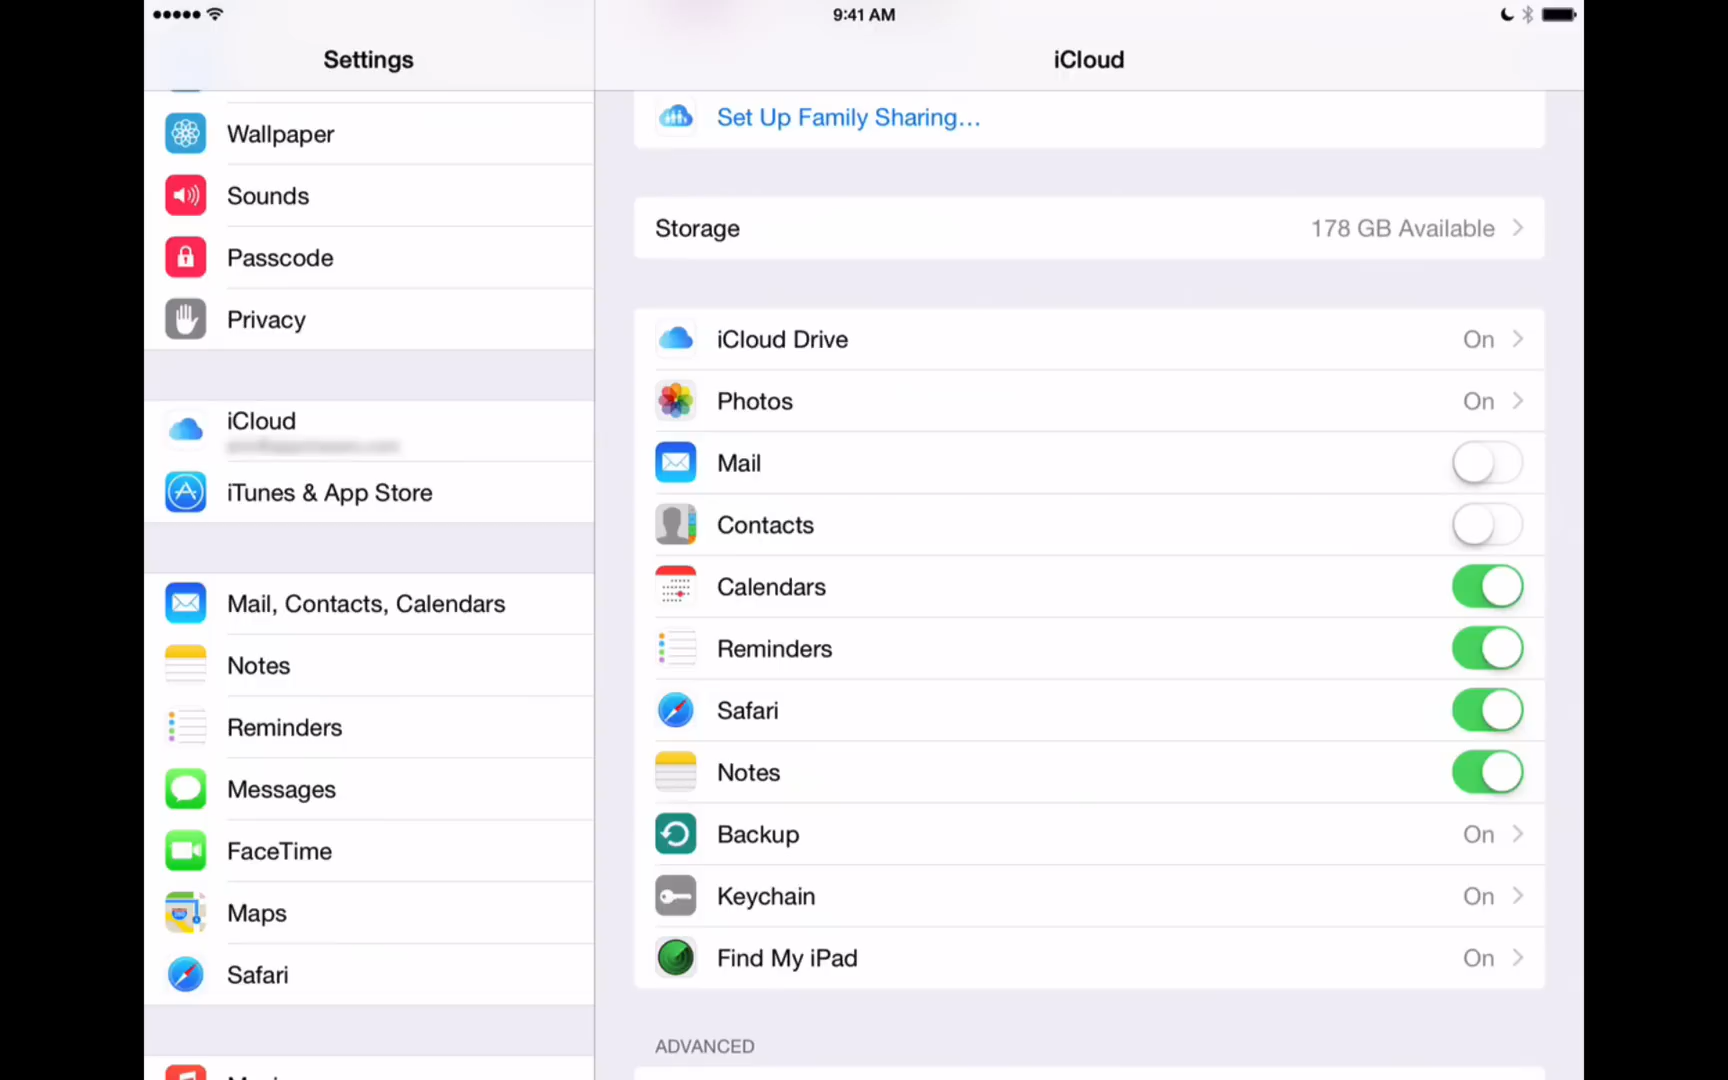 9:41 AM
Settings
iCloud
Wallpaper
Sounds
Passcode
Privacy
iCloud
iTunes & App Store
Mail, Contacts, Calendars
Notes
Reminders
Messages
FaceTime
Maps
Safari
Set Up Family Sharing...
Storage 178 GB Available
iCloud Drive On
Photos On
Mail
Contacts
Calendars
Reminders
Safari
Notes
Backup On
Keychain On
Find My iPad On
ADVANCED